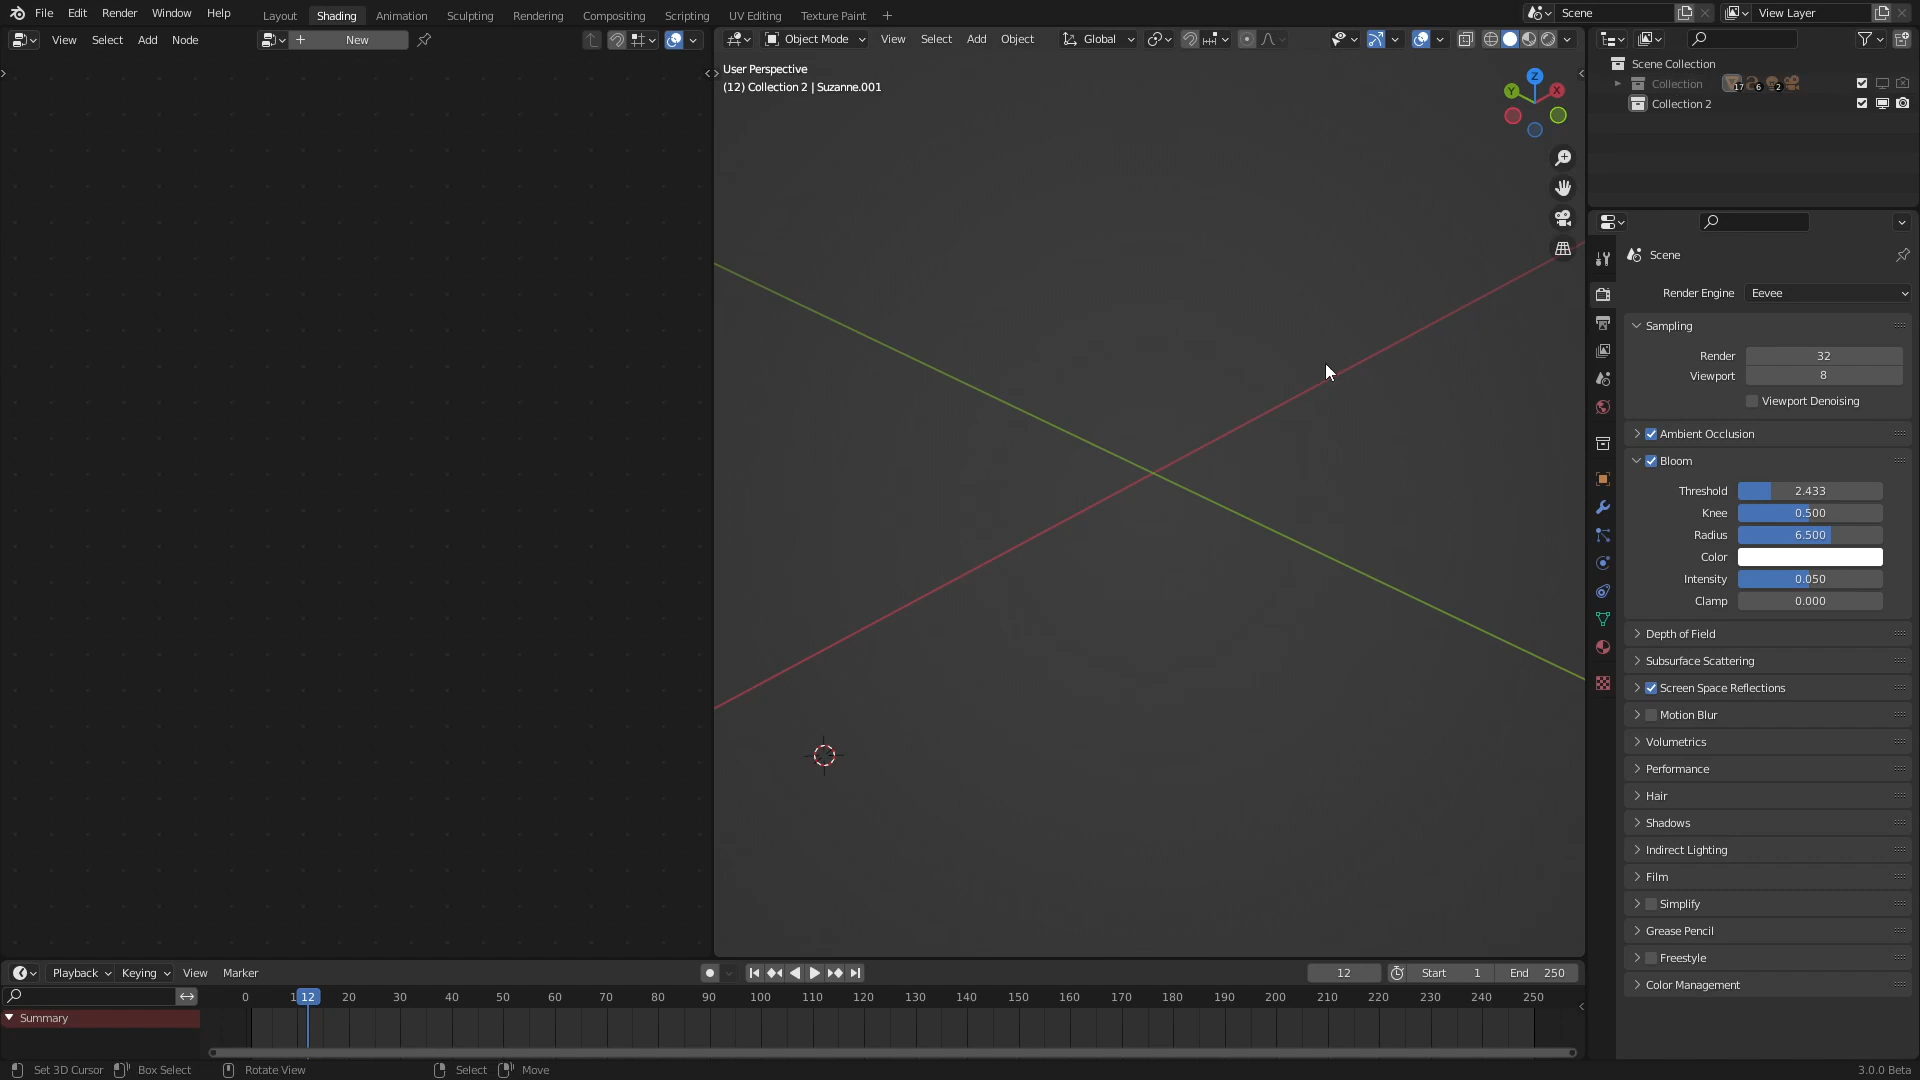 File Edit Render Window Help
Layout Shading Animation Sculpting Rendering Compositing Scripting UV Editing Texture Paint +
Scene
View Layer
View Select Add Node
New
Object Mode View Select Add Object Global
User Perspective
(12) Collection 2 | Suzanne.001
Z
Y
X
Scene Collection
Collection 17 6 2
Collection 2
Scene
Render Engine Eevee
Sampling
Render 32
Viewport 8
Viewport Denoising
Ambient Occlusion
Bloom
Threshold 2.433
Knee 0.500
Radius 6.500
Color
Intensity 0.050
Clamp 0.000
Depth of Field
Subsurface Scattering
Screen Space Reflections
Motion Blur
Volumetrics
Performance
Hair
Shadows
Indirect Lighting
Film
Simplify
Grease Pencil
Freestyle
Color Management
Playback Keying View Marker
12
Start 1 End 250
0 12 20 30 40 50 60 70 80 90 100 110 120 130 140 150 160 170 180 190 200 210 220 230 240 250
Summary
Set 3D Cursor Box Select Rotate View Select Move
3.0.0 Beta